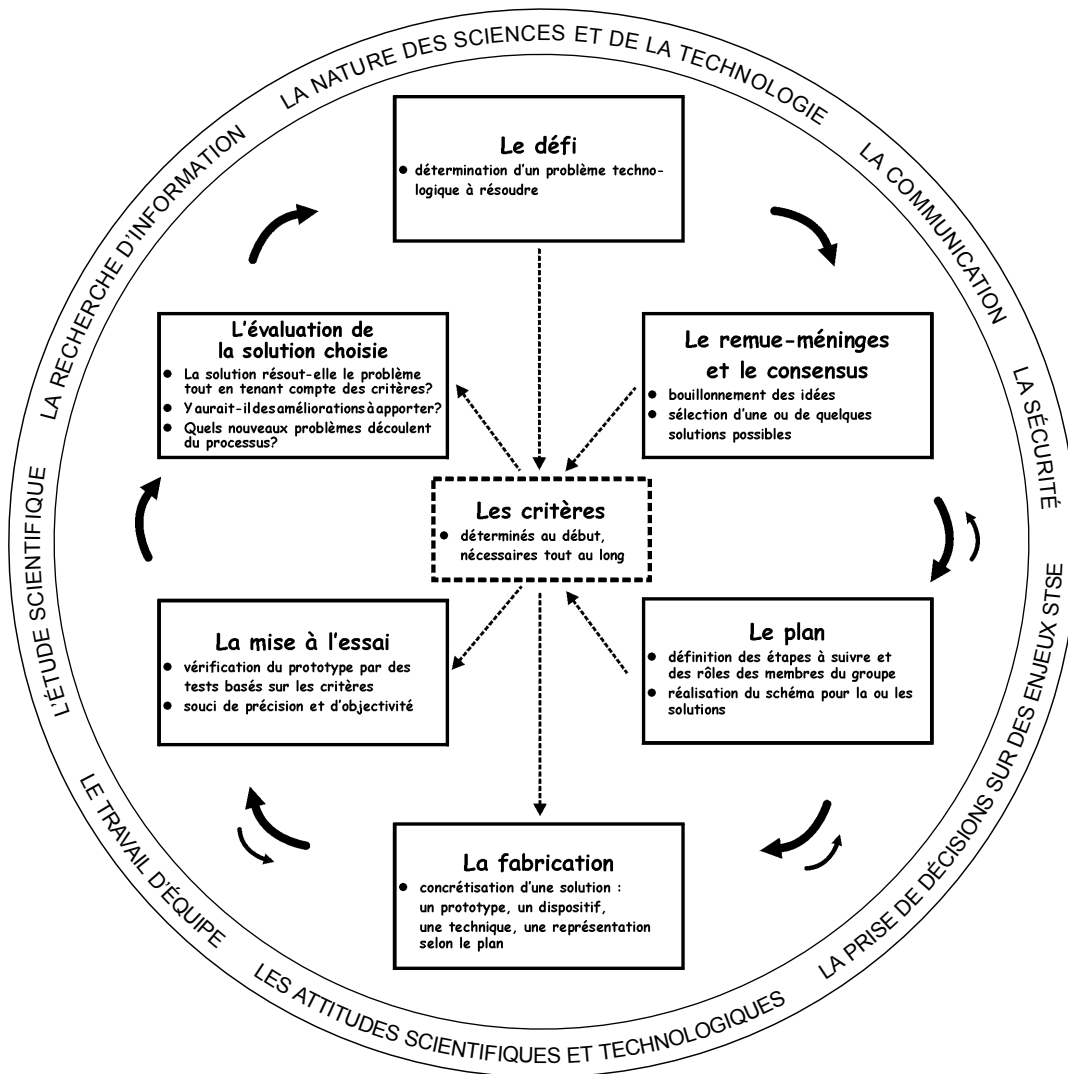 LA NATURE DES SCIENCES ET DE LA TECHNOLOGIE
LA COMMUNICATION
LA SÉCURITÉ
LA PRISE DE DÉCISIONS SUR DES ENJEUX STSE
LES ATTITUDES SCIENTIFIQUES ET TECHNOLOGIQUES
LE TRAVAIL D'ÉQUIPE
L'ÉTUDE SCIENTIFIQUE
LA RECHERCHE D'INFORMATION
Le défi
• détermination d'un problème techno-
logique à résoudre
Le remue-méninges
et le consensus
• bouillonnement des idées
• sélection d'une ou de quelques
solutions possibles
Le plan
• définition des étapes à suivre et
des rôles des membres du groupe
• réalisation du schéma pour la ou les
solutions
La fabrication
• concrétisation d'une solution :
un prototype, un dispositif,
une technique, une représentation
selon le plan
La mise à l'essai
• vérification du prototype par des
tests basés sur les critères
• souci de précision et d'objectivité
L'évaluation de
la solution choisie
• La solution résout-elle le problème
tout en tenant compte des critères?
• Y aurait-il des améliorations à apporter?
• Quels nouveaux problèmes découlent
du processus?
Les critères
• déterminés au début,
nécessaires tout au long